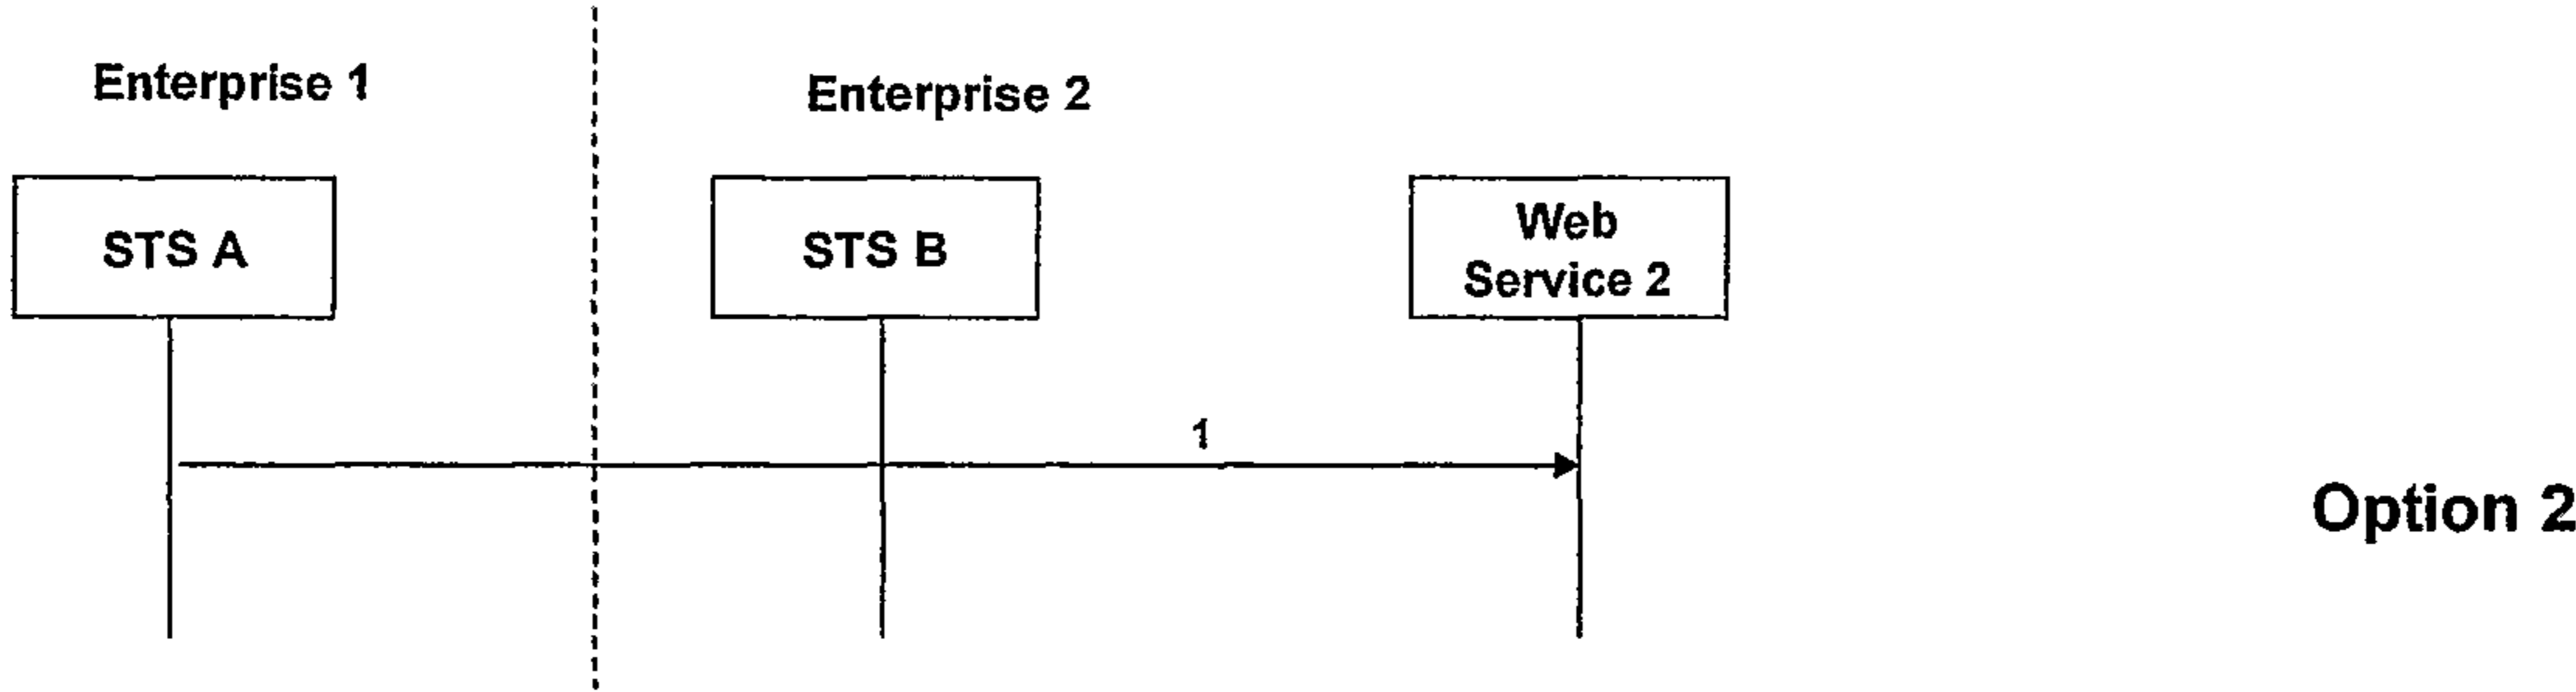 Enterprise 1
Enterprise 2
STS A
STS B
Web
Service 2
1
Option 2